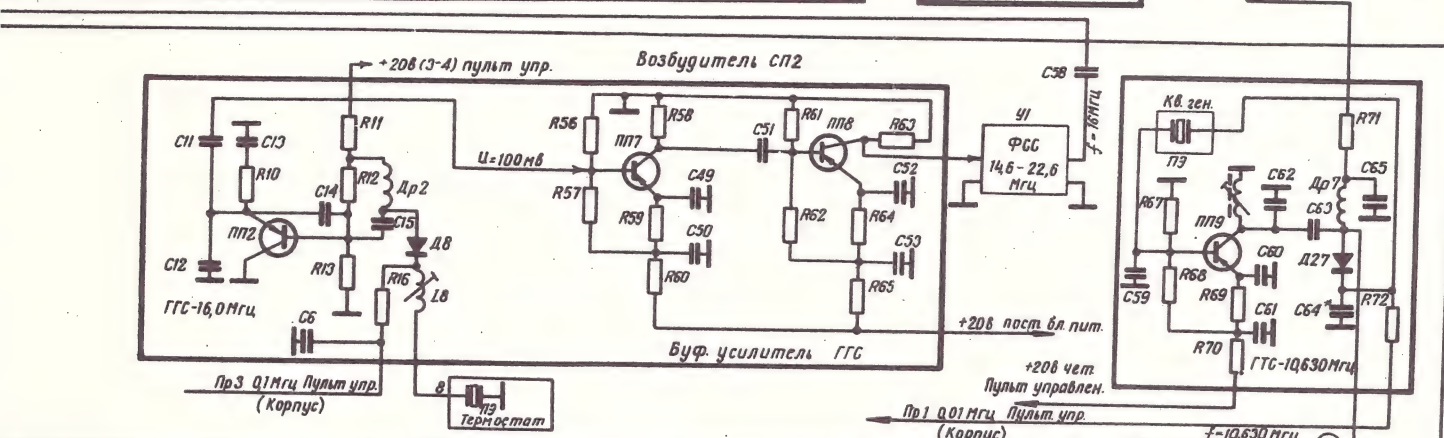 +20в (3-4) пульт упр.
Возбудитель СП2
С58
f=16Мгц
R11
С11
С13
R10
С14
R12
Др2
С15
ПП2
Д8
R13
R16
L8
С12
ГГС-16,0Мгц
С6
U=100мв
R56
R58
ПП7
R57
С49
R59
С50
R60
С51
R61
ПП8
R63
С52
R62
R64
С53
R65
У1
ФСС
14,6-22,6
Мгц
+20в пост бл. пит.
Буф. усилитель ГГС
Пр3 0,1Мгц Пульт упр.
(Корпус)
8
ПЭ
Термостат
Кв. ген.
ПЭ
R71
С65
С62
Др7
С63
R67
ПП9
С60
Д27
С59
R68
R69
С61
С64
R72
R70
ГТС-10,630Мгц
+20в чет
Пульт управлен.
Пр1 0,01Мгц Пульт упр.
(Корпус)
f=10,630Мгц